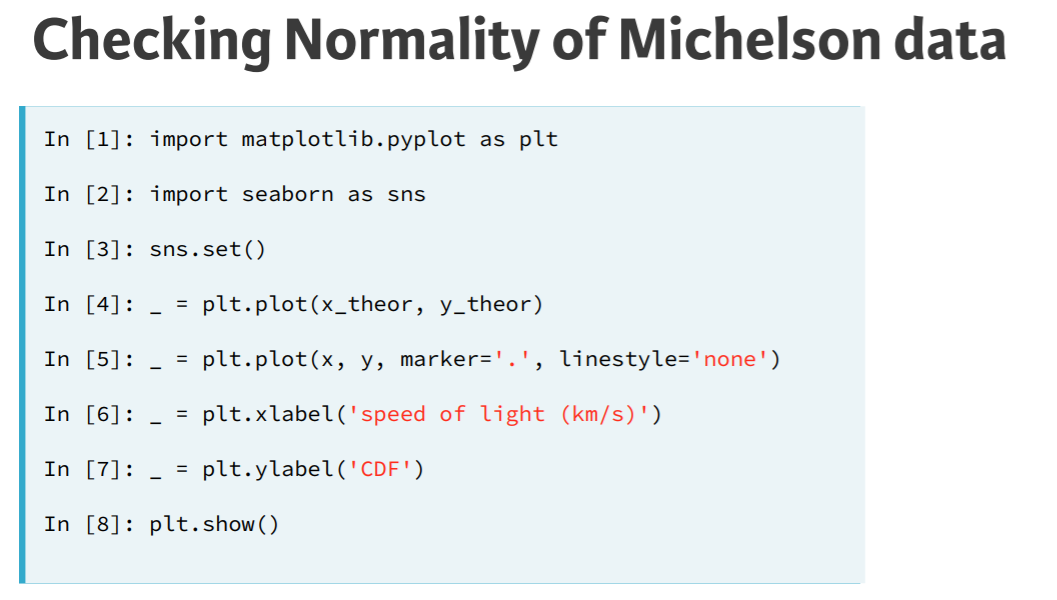 Checking Normality of Michelson data
In [1]: import matplotlib.pyplot as plt
In [2]: import seaborn as sns
In [3]: sns.set()
In [4]: _ = plt.plot(x_theor, y_theor)
In [5]: _ = plt.plot(x, y, marker='.', linestyle='none')
In [6]: _ = plt.xlabel('speed of light (km/s)')
In [7]: _ = plt.ylabel('CDF')
In [8]: plt.show()